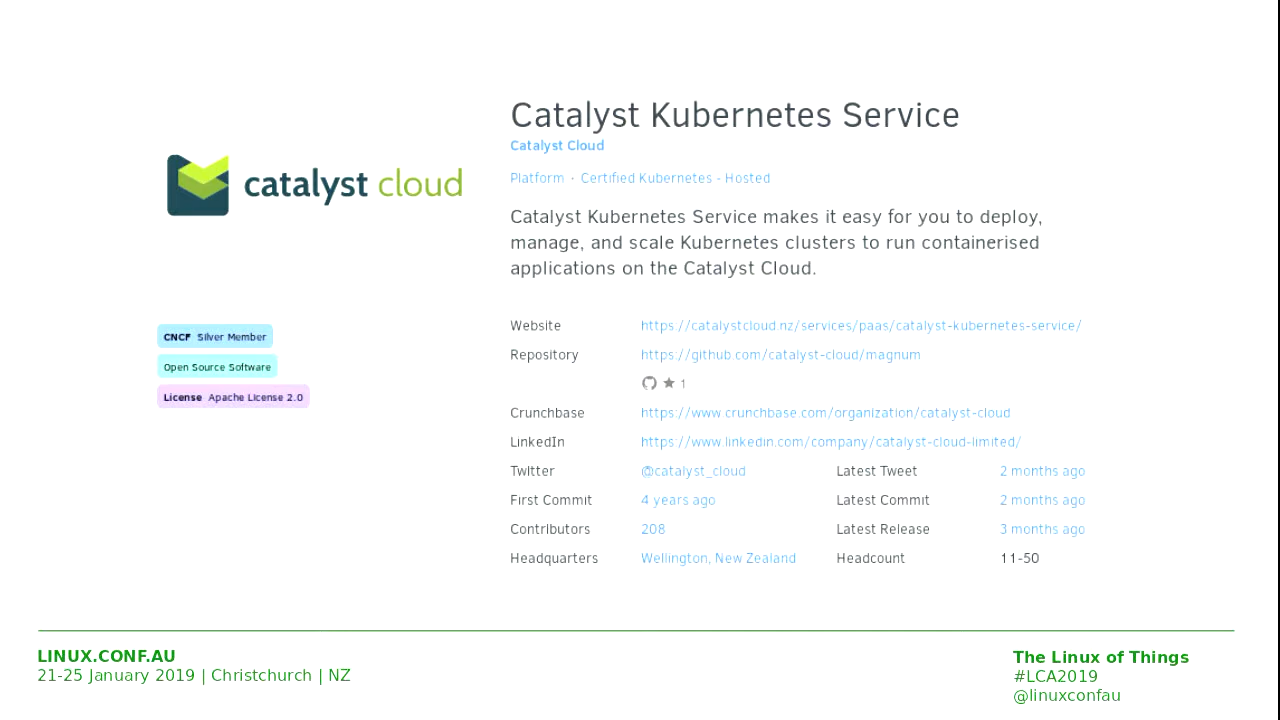 Catalyst Kubernetes Service
Catalyst Cloud
Platform · Certified Kubernetes - Hosted
catalyst cloud
Catalyst Kubernetes Service makes it easy for you to deploy,
manage, and scale Kubernetes clusters to run containerised
applications on the Catalyst Cloud.
CNCF Silver Member
Open Source Software
License Apache License 2.0
Website https://catalystcloud.nz/services/paas/catalyst-kubernetes-service/
Repository https://github.com/catalyst-cloud/magnum
1
Crunchbase https://www.crunchbase.com/organization/catalyst-cloud
LinkedIn https://www.linkedin.com/company/catalyst-cloud-limited/
Twitter @catalyst_cloud Latest Tweet 2 months ago
First Commit 4 years ago Latest Commit 2 months ago
Contributors 208 Latest Release 3 months ago
Headquarters Wellington, New Zealand Headcount 11-50
LINUX.CONF.AU
21-25 January 2019 | Christchurch | NZ
The Linux of Things
#LCA2019
@linuxconfau